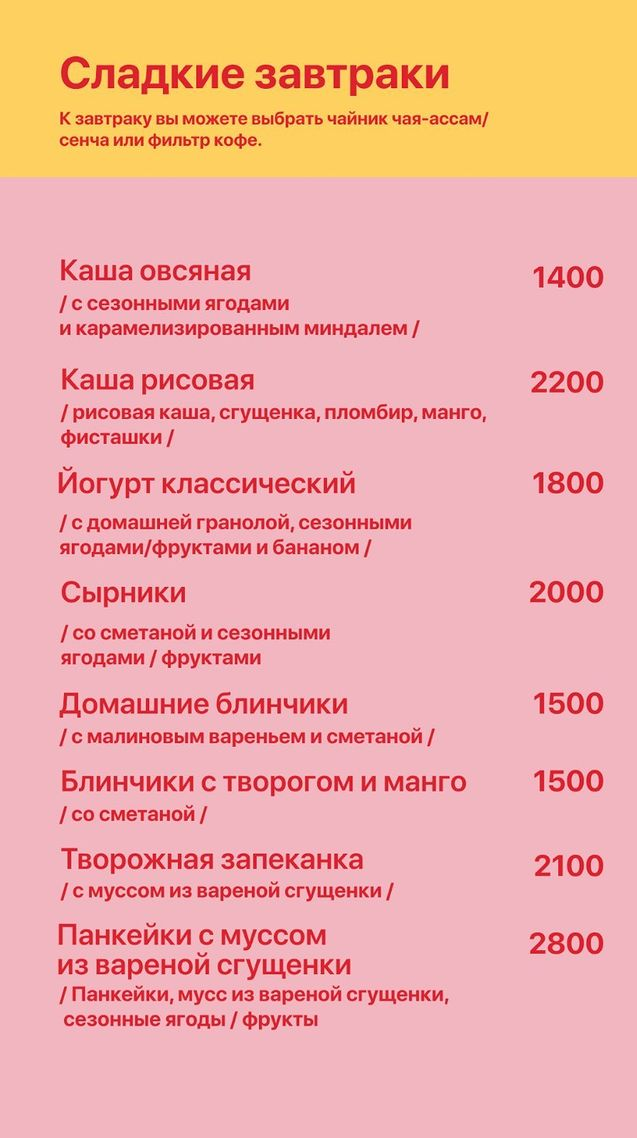 Сладкие завтраки
К завтраку вы можете выбрать чайник чая-ассам/
сенча или фильтр кофе.
Каша овсяная 1400
/ с сезонными ягодами
и карамелизированным миндалем /
Каша рисовая 2200
/ рисовая каша, сгущенка, пломбир, манго,
фисташки /
Йогурт классический 1800
/ с домашней гранолой, сезонными
ягодами/фруктами и бананом /
Сырники 2000
/ со сметаной и сезонными
ягодами / фруктами
Домашние блинчики 1500
/ с малиновым вареньем и сметаной /
Блинчики с творогом и манго 1500
/ со сметаной /
Творожная запеканка 2100
/ с муссом из вареной сгущенки /
Панкейки с муссом
из вареной сгущенки 2800
/ Панкейки, мусс из вареной сгущенки,
сезонные ягоды / фрукты